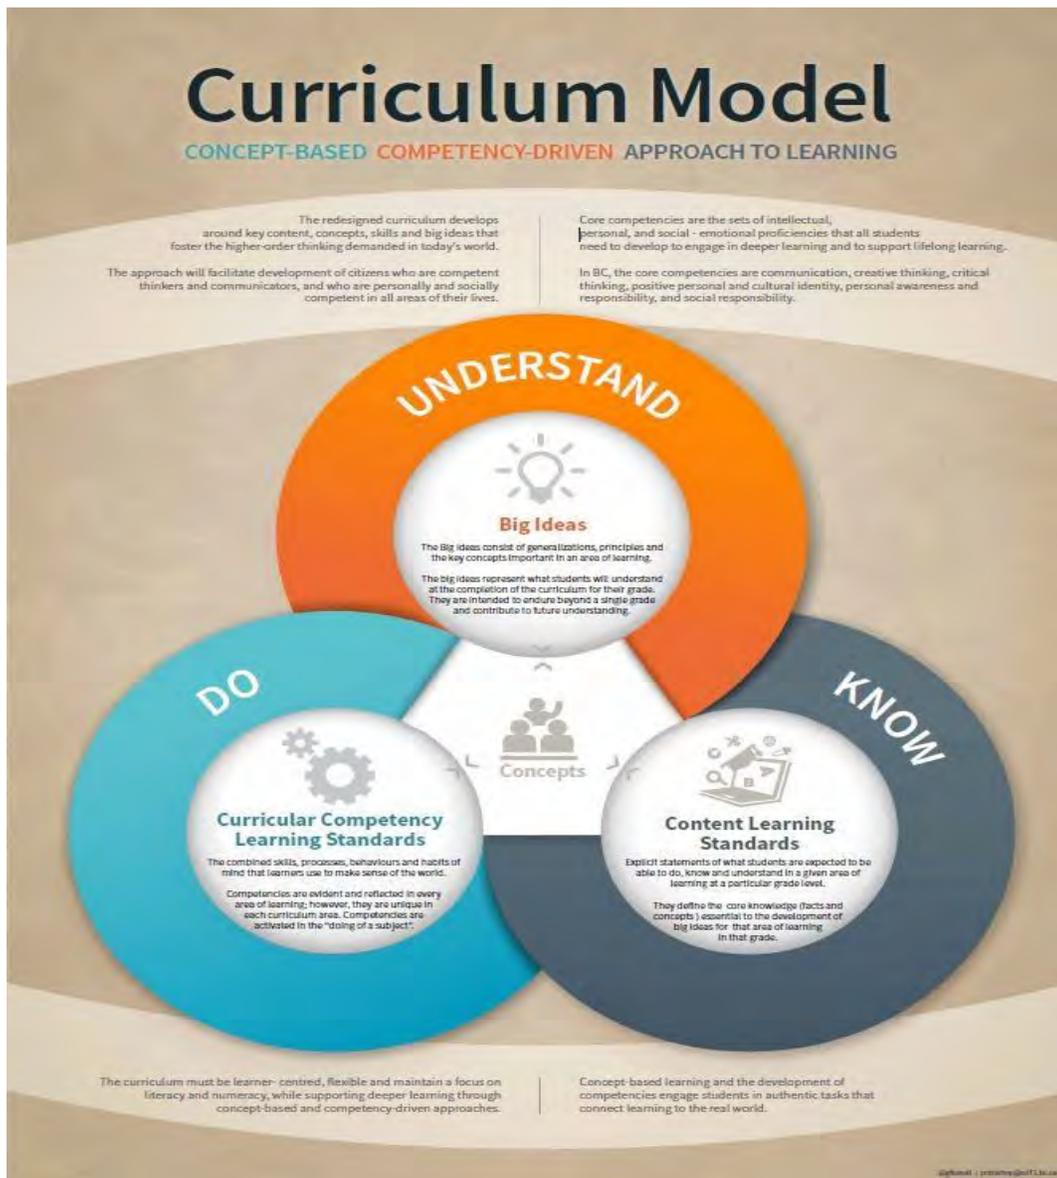 Curriculum Model
CONCEPT-BASED COMPETENCY-DRIVEN APPROACH TO LEARNING
The redesigned curriculum develops
around key content, concepts, skills and big ideas that
foster the higher-order thinking demanded in today's world.
The approach will facilitate development of citizens who are competent
thinkers and communicators, and who are personally and socially
competent in all areas of their lives.
Core competencies are the sets of intellectual,
personal, and social - emotional proficiencies that all students
need to develop to engage in deeper learning and to support lifelong learning.
In BC, the core competencies are communication, creative thinking, critical
thinking, positive personal and cultural identity, personal awareness and
responsibility, and social responsibility.
UNDERSTAND
Big Ideas
The Big Ideas consist of generalizations, principles and
the key concepts important in an area of learning.
The big ideas represent what students will understand
at the completion of the curriculum for their grade.
They are intended to endure beyond a single grade
and contribute to future understanding.
DO
Curricular Competency
Learning Standards
The combined skills, processes, behaviours and habits of
mind that learners use to make sense of the world.
Competencies are evident and reflected in every
area of learning; however, they are unique in
each curriculum area. Competencies are
activated in the "doing of a subject".
Concepts
KNOW
Content Learning
Standards
Explicit statements of what students are expected to be
able to do, know and understand in a given area of
learning at a particular grade level.
They define the core knowledge (facts and
concepts ) essential to the development of
big ideas for that area of learning
in that grade.
The curriculum must be learner- centred, flexible and maintain a focus on
literacy and numeracy, while supporting deeper learning through
concept-based and competency-driven approaches.
Concept-based learning and the development of
competencies engage students in authentic tasks that
connect learning to the real world.